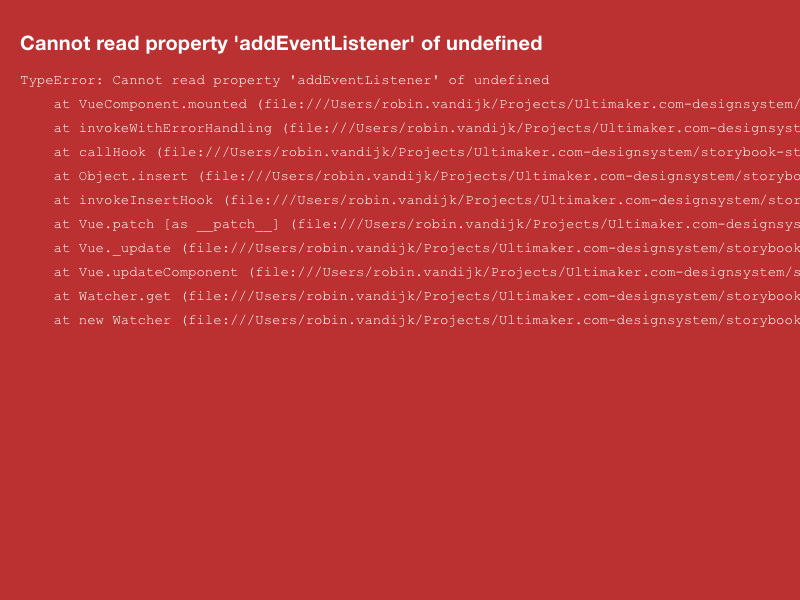 Cannot read property 'addEventListener' of undefined
TypeError: Cannot read property 'addEventListener' of undefined
at VueComponent.mounted (file:///Users/robin.vandijk/Projects/Ultimaker.com-designsystem/
at invokeWithErrorHandling (file:///Users/robin.vandijk/Projects/Ultimaker.com-designsyst
at callHook (file:///Users/robin.vandijk/Projects/Ultimaker.com-designsystem/storybook-st
at Object.insert (file:///Users/robin.vandijk/Projects/Ultimaker.com-designsystem/storybo
at invokeInsertHook (file:///Users/robin.vandijk/Projects/Ultimaker.com-designsystem/stor
at Vue.patch [as __patch__] (file:///Users/robin.vandijk/Projects/Ultimaker.com-designsys
at Vue._update (file:///Users/robin.vandijk/Projects/Ultimaker.com-designsystem/storybook
at Vue.updateComponent (file:///Users/robin.vandijk/Projects/Ultimaker.com-designsystem/s
at Watcher.get (file:///Users/robin.vandijk/Projects/Ultimaker.com-designsystem/storybook
at new Watcher (file:///Users/robin.vandijk/Projects/Ultimaker.com-designsystem/storybook